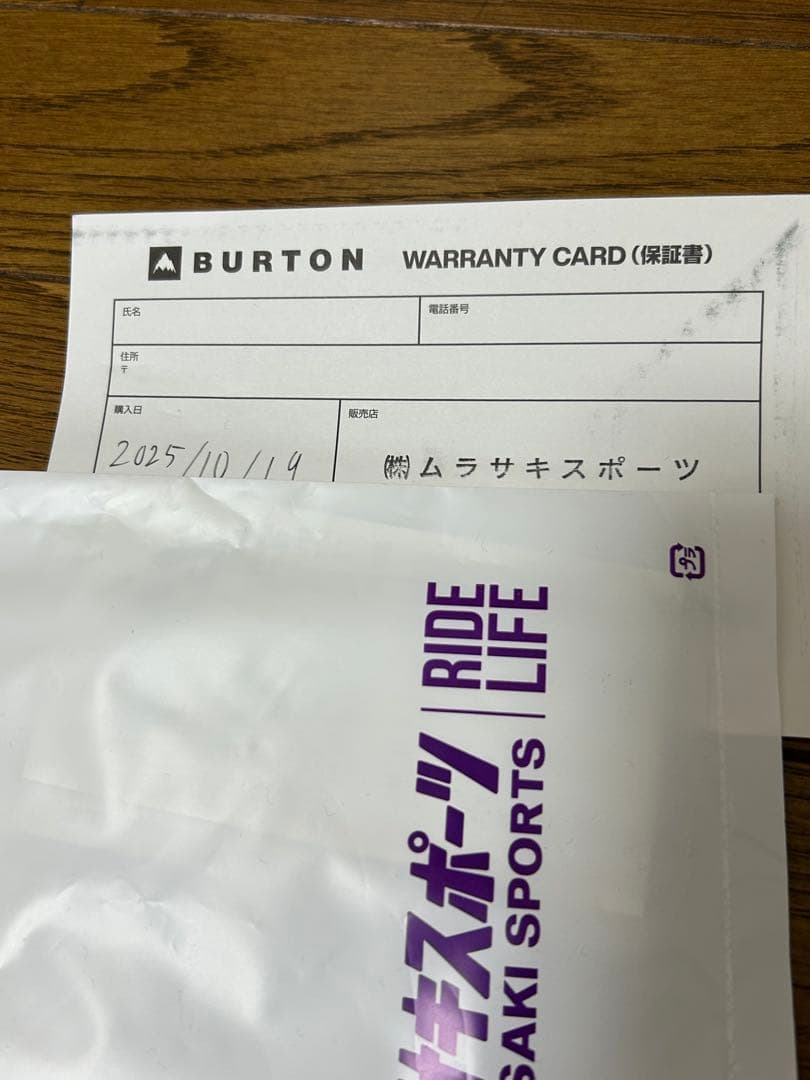 BURTON WARRANTY CARD(保証書)
氏名
電話番号
住所
〒
購入日
販売店
2025/10/19
㈱ムラサキスポーツ
プラ
RIDE
LIFE
キスポーツ
SAKI SPORTS